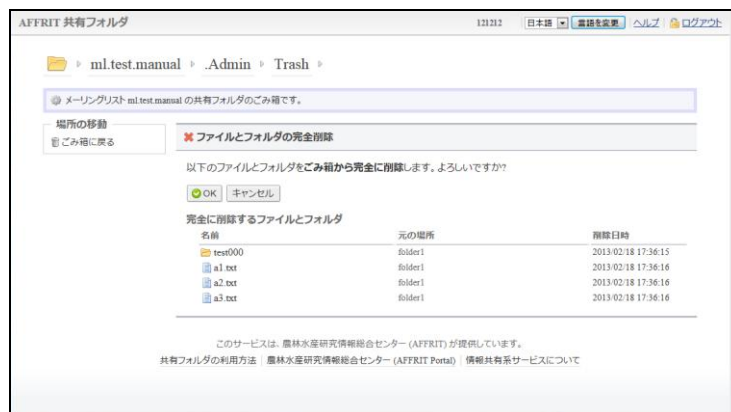 AFFRIT 共有フォルダ 121212 日本語 言語を変更 ヘルプ ログアウト
ml.test.manual .Admin Trash
メーリングリスト ml.test.manual の共有フォルダのごみ箱です。
場所の移動
ごみ箱に戻る
ファイルとフォルダの完全削除
以下のファイルとフォルダをごみ箱から完全に削除します。よろしいですか?
OK キャンセル
完全に削除するファイルとフォルダ
名前 元の場所 削除日時
test000 folder1 2013/02/18 17:36:15
a1.txt folder1 2013/02/18 17:36:16
a2.txt folder1 2013/02/18 17:36:16
a3.txt folder1 2013/02/18 17:36:16
このサービスは、農林水産研究情報総合センター (AFFRIT) が提供しています。
共有フォルダの利用方法 農林水産研究情報総合センター (AFFRIT Portal) 情報共有系サービスについて